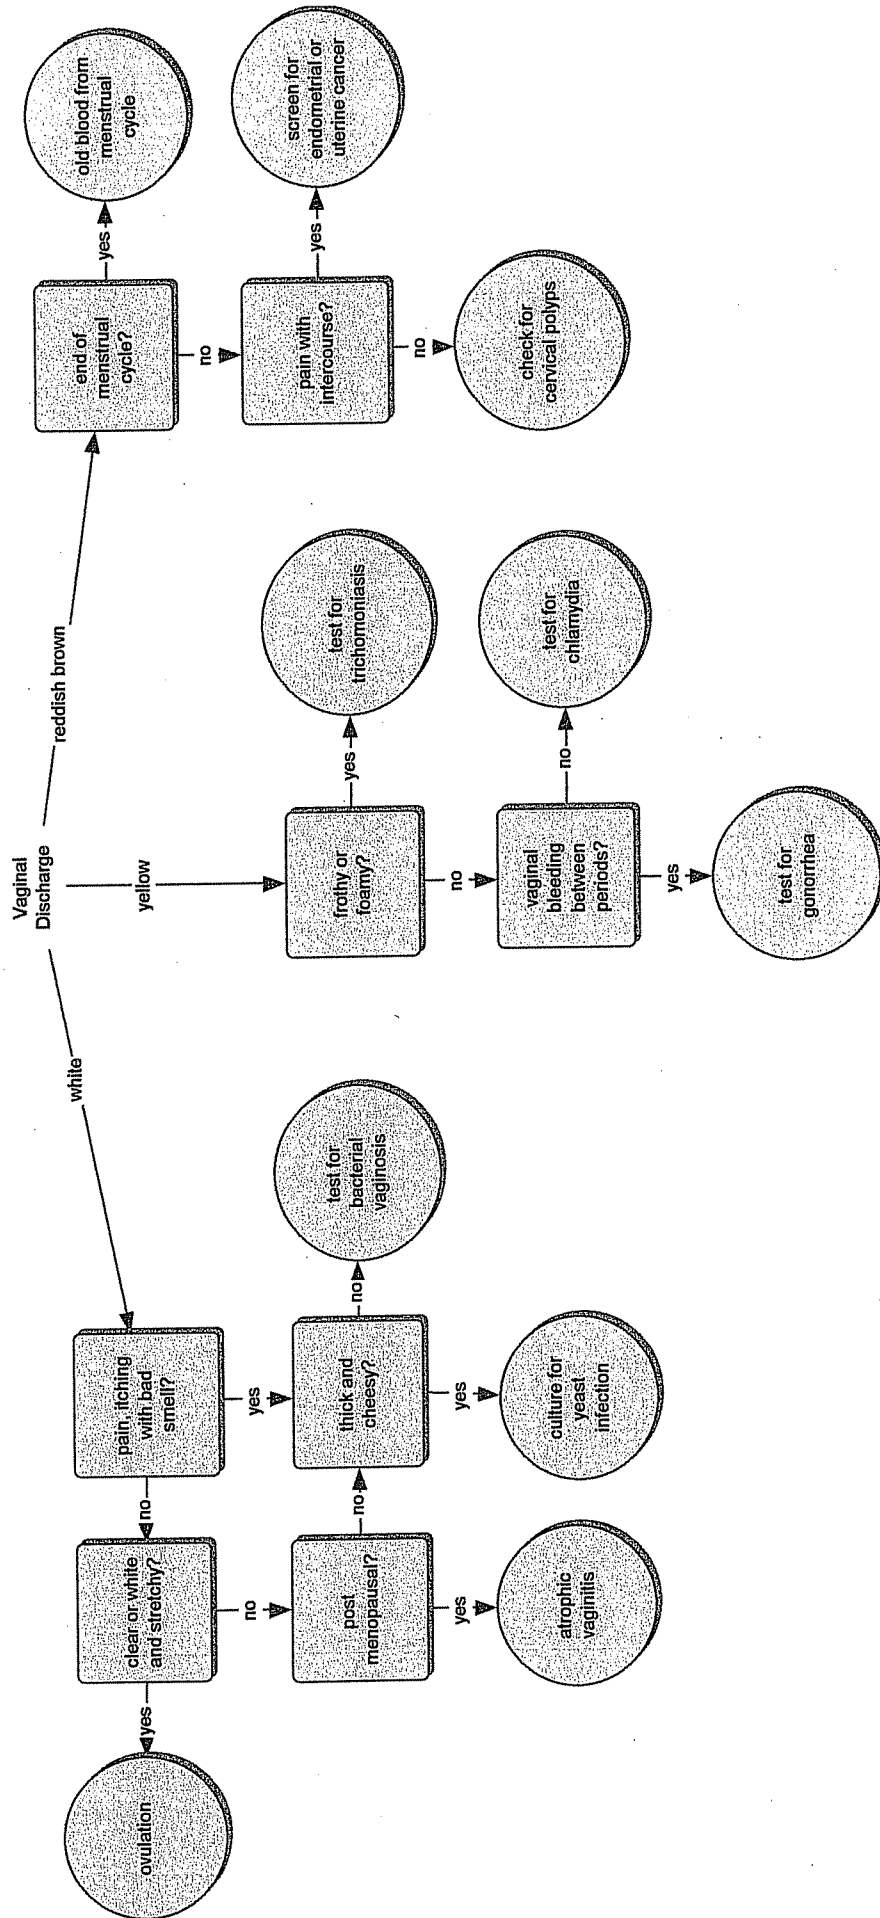 Vaginal
Discharge
white
yellow
reddish brown
pain, itching
with bad
smell?
no
yes
clear or white
and stretchy?
yes
no
ovulation
post
menopausal?
no
yes
atrophic
vaginitis
thick and
cheesy?
no
yes
test for
bacterial
vaginosis
culture for
yeast
infection
frothy or
foamy?
yes
no
test for
trichomoniasis
vaginal
bleeding
between
periods?
no
yes
test for
chlamydia
test for
gonorrhea
end of
menstrual
cycle?
yes
no
old blood from
menstrual
cycle
pain with
intercourse?
yes
no
screen for
endometrial or
uterine cancer
check for
cervical polyps